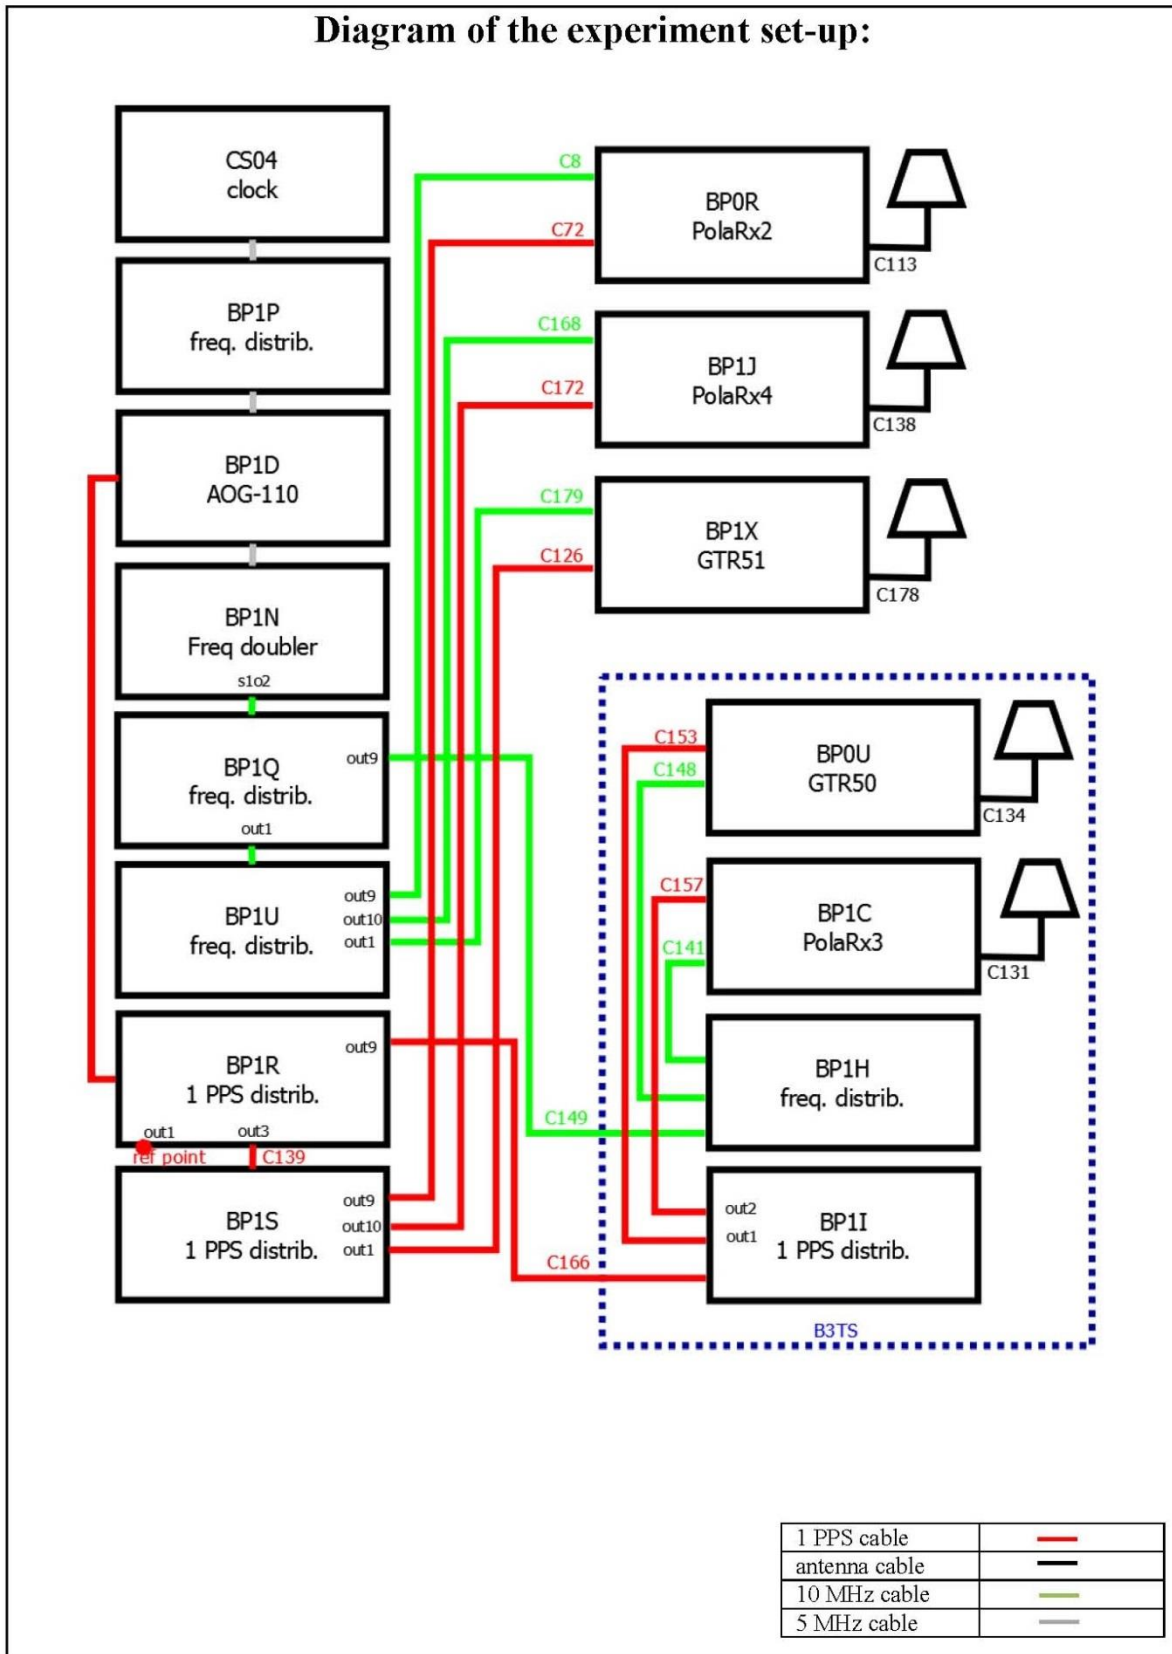 Diagram of the experiment set-up:
CS04
clock
BP1P
freq. distrib.
BP1D
AOG-110
BP1N
Freq doubler
s1o2
BP1Q
freq. distrib.
out9
out1
BP1U
freq. distrib.
out9
out10
out1
BP1R
1 PPS distrib.
out9
out1
out3
ref point
C139
BP1S
1 PPS distrib.
out9
out10
out1
C8
C72
BP0R
PolaRx2
C113
C168
C172
BP1J
PolaRx4
C138
C179
C126
BP1X
GTR51
C178
C153
C148
BP0U
GTR50
C134
C157
C141
BP1C
PolaRx3
C131
BP1H
freq. distrib.
C149
out2
out1
BP1I
1 PPS distrib.
C166
B3TS
1 PPS cable
antenna cable
10 MHz cable
5 MHz cable